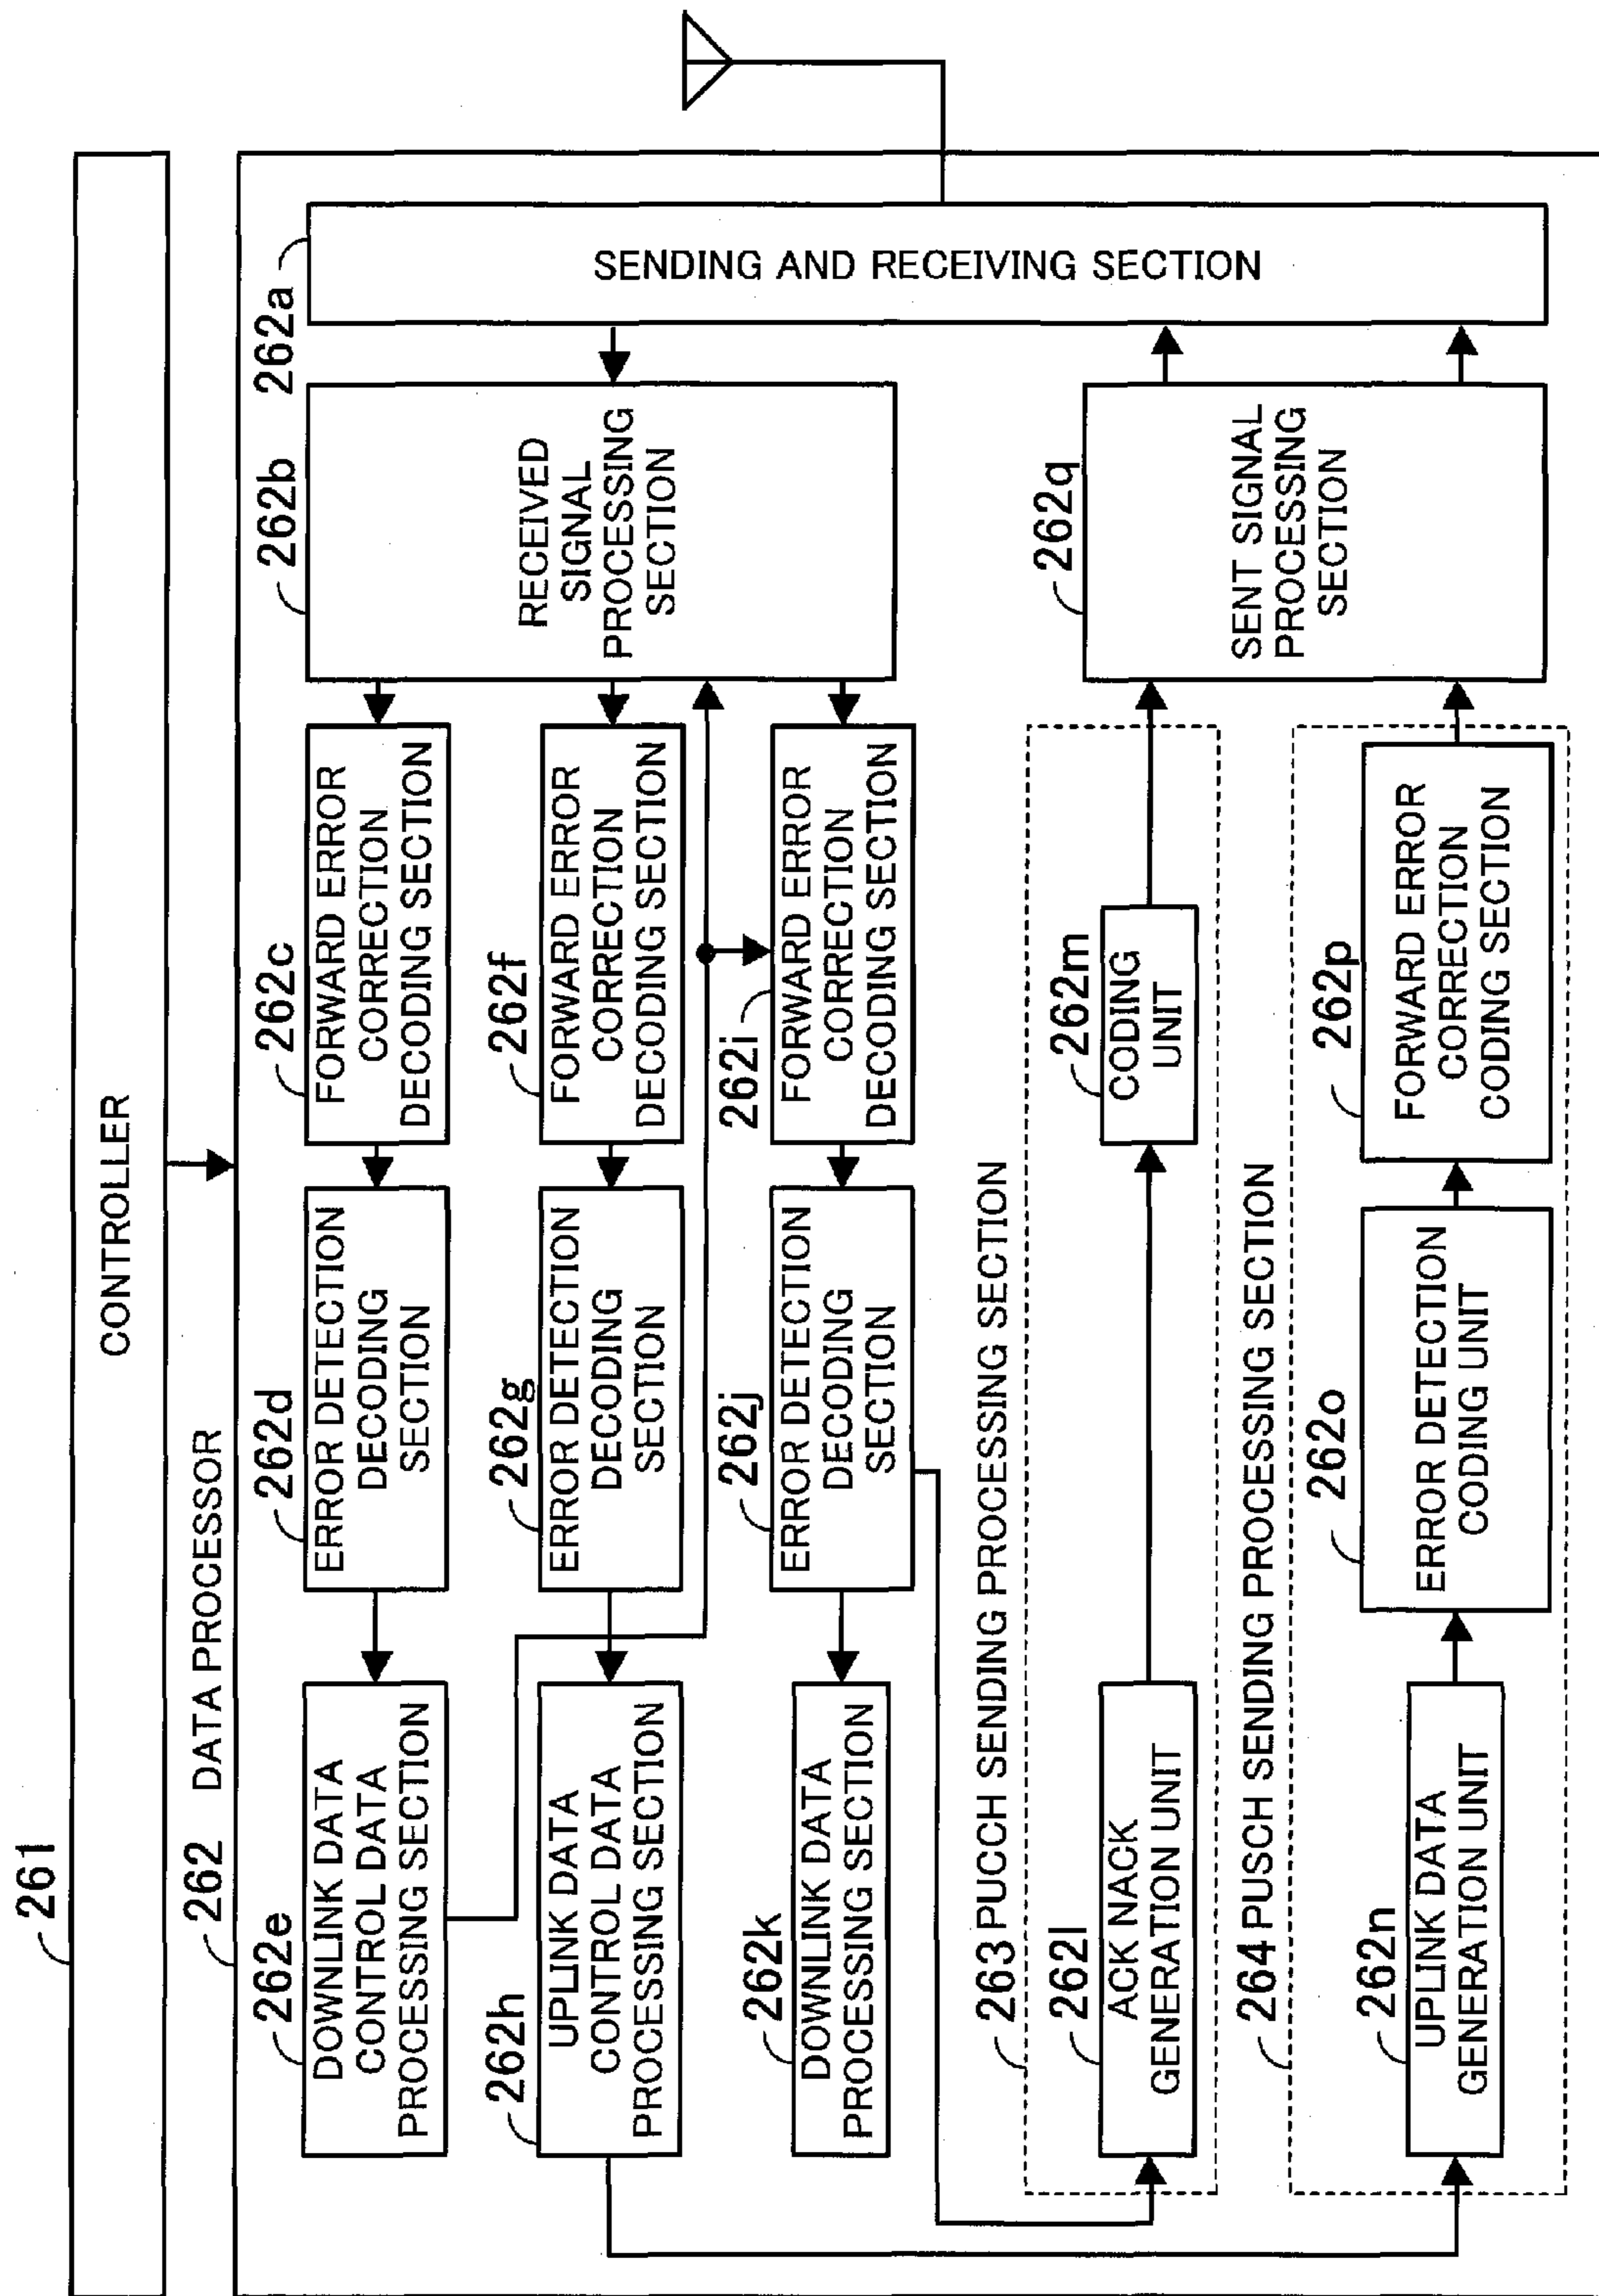 261
CONTROLLER
262
DATA PROCESSOR
262e
DOWNLINK DATA
CONTROL DATA
PROCESSING SECTION
262d
ERROR DETECTION
DECODING
SECTION
262c
FORWARD ERROR
CORRECTION
DECODING SECTION
262b
RECEIVED
SIGNAL
PROCESSING
SECTION
262a
SENDING AND RECEIVING SECTION
262h
UPLINK DATA
CONTROL DATA
PROCESSING SECTION
262g
ERROR DETECTION
DECODING
SECTION
262f
FORWARD ERROR
CORRECTION
DECODING SECTION
262k
DOWNLINK DATA
PROCESSING SECTION
262j
ERROR DETECTION
DECODING
SECTION
262i
FORWARD ERROR
CORRECTION
DECODING SECTION
263 PUCCH SENDING PROCESSING SECTION
262l
ACK NACK
GENERATION UNIT
262m
CODING
UNIT
262q
SENT SIGNAL
PROCESSING
SECTION
264 PUSCH SENDING PROCESSING SECTION
262n
UPLINK DATA
GENERATION UNIT
262o
ERROR DETECTION
CODING UNIT
262p
FORWARD ERROR
CORRECTION
CODING SECTION